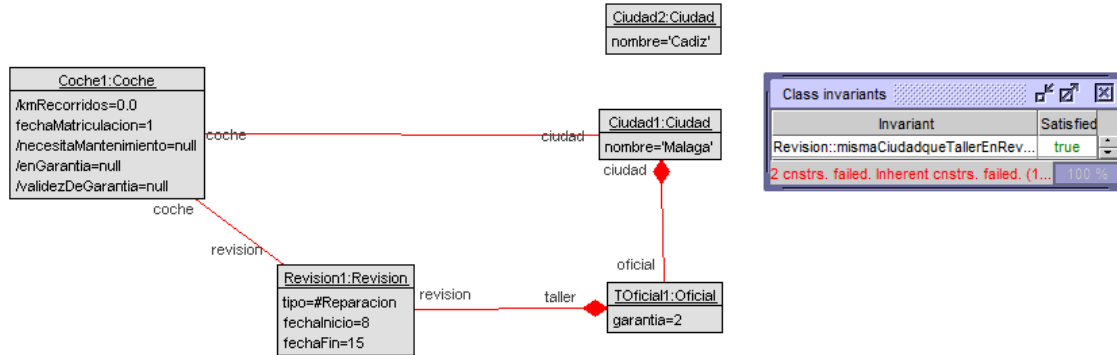 Ciudad2:Ciudad
nombre='Cadiz'
Coche1:Coche
/kmRecorridos=0.0
fechaMatriculacion=1
/necesitaMantenimiento=null
/enGarantia=null
/validezDeGarantia=null
coche
ciudad
Ciudad1:Ciudad
nombre='Malaga'
ciudad
coche
revision
oficial
Revision1:Revision
tipo=#Reparacion
fechaInicio=8
fechaFin=15
revision
taller
TOficial1:Oficial
garantia=2
Class invariants
Invariant Satisfied
Revision::mismaCiudadqueTallerEnRev... true
2 cnstrs. failed. Inherent cnstrs. failed. (1... 100 %